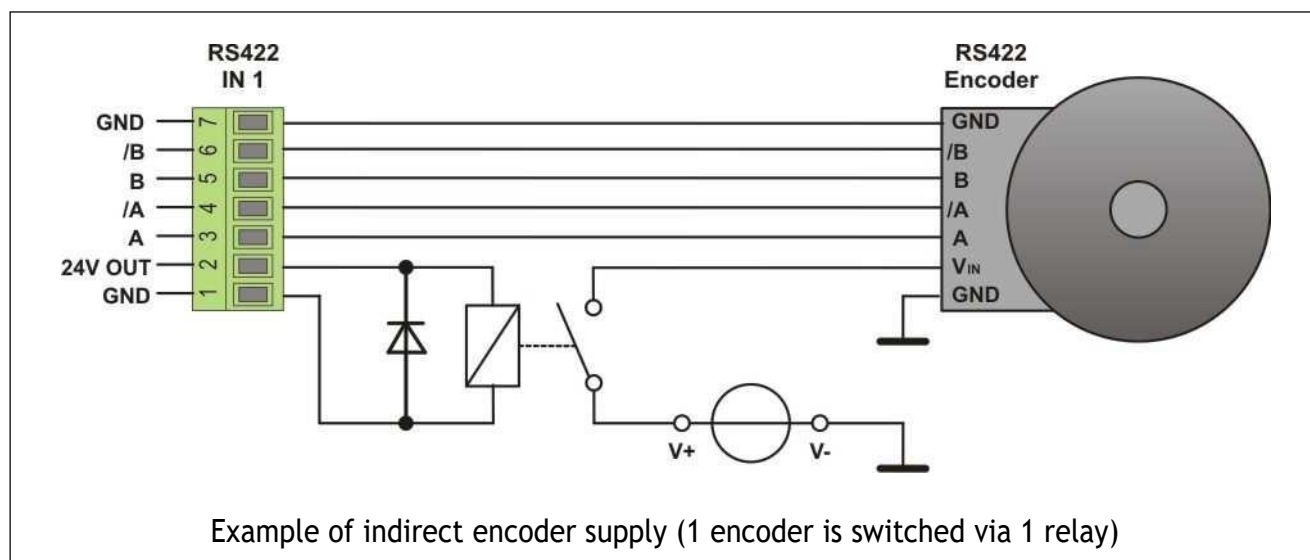 RS422
IN 1
RS422
Encoder
GND 7 GND
/B 6 /B
B 5 B
/A 4 /A
A 3 A
24V OUT 2 VIN
GND 1 GND
V+ V-
Example of indirect encoder supply (1 encoder is switched via 1 relay)